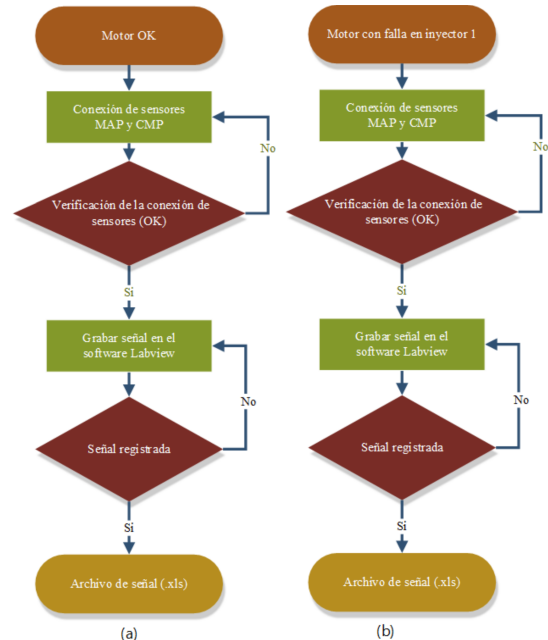 Motor OK
Conexión de sensores
MAP y CMP
No
Verificación de la conexión de
sensores (OK)
Si
Grabar señal en el
software Labview
No
Señal registrada
Si
Archivo de señal (.xls)
(a)
Motor con falla en inyector 1
Conexión de sensores
MAP y CMP
No
Verificación de la conexión de
sensores (OK)
Si
Grabar señal en el
software Labview
No
Señal registrada
Si
Archivo de señal (.xls)
(b)